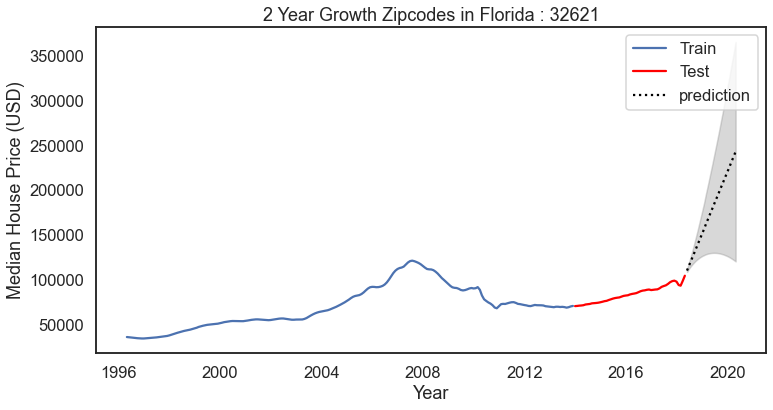 2 Year Growth Zipcodes in Florida : 32621
Train
Test
prediction
Median House Price (USD)
350000
300000
250000
200000
150000
100000
50000
1996 2000 2004 2008 2012 2016 2020
Year